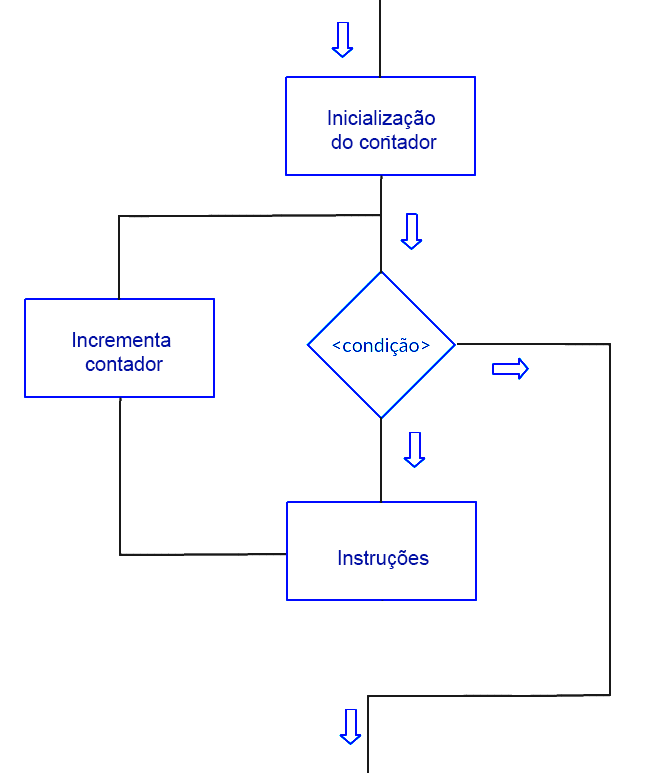 Inicialização
do contador
Incrementa
contador
<condição>
Instruções